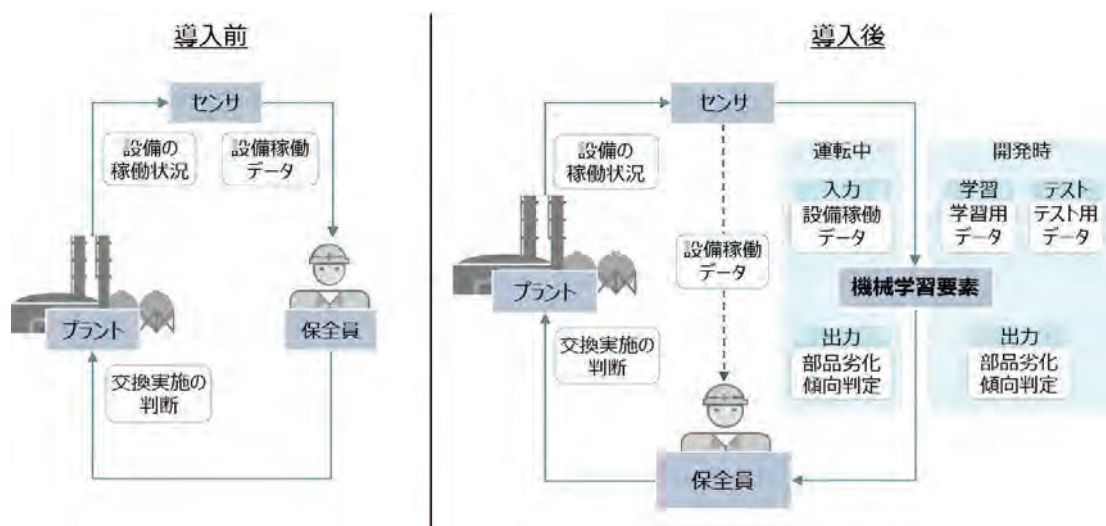 導入前
センサ
設備の
稼働状況
設備稼働
データ
プラント
保全員
交換実施の
判断
導入後
センサ
設備の
稼働状況
運転中
開発時
入力
設備稼働
データ
学習
学習用
データ
テスト
テスト用
データ
設備稼働
データ
プラント
機械学習要素
交換実施の
判断
出力
部品劣化
傾向判定
出力
部品劣化
傾向判定
保全員